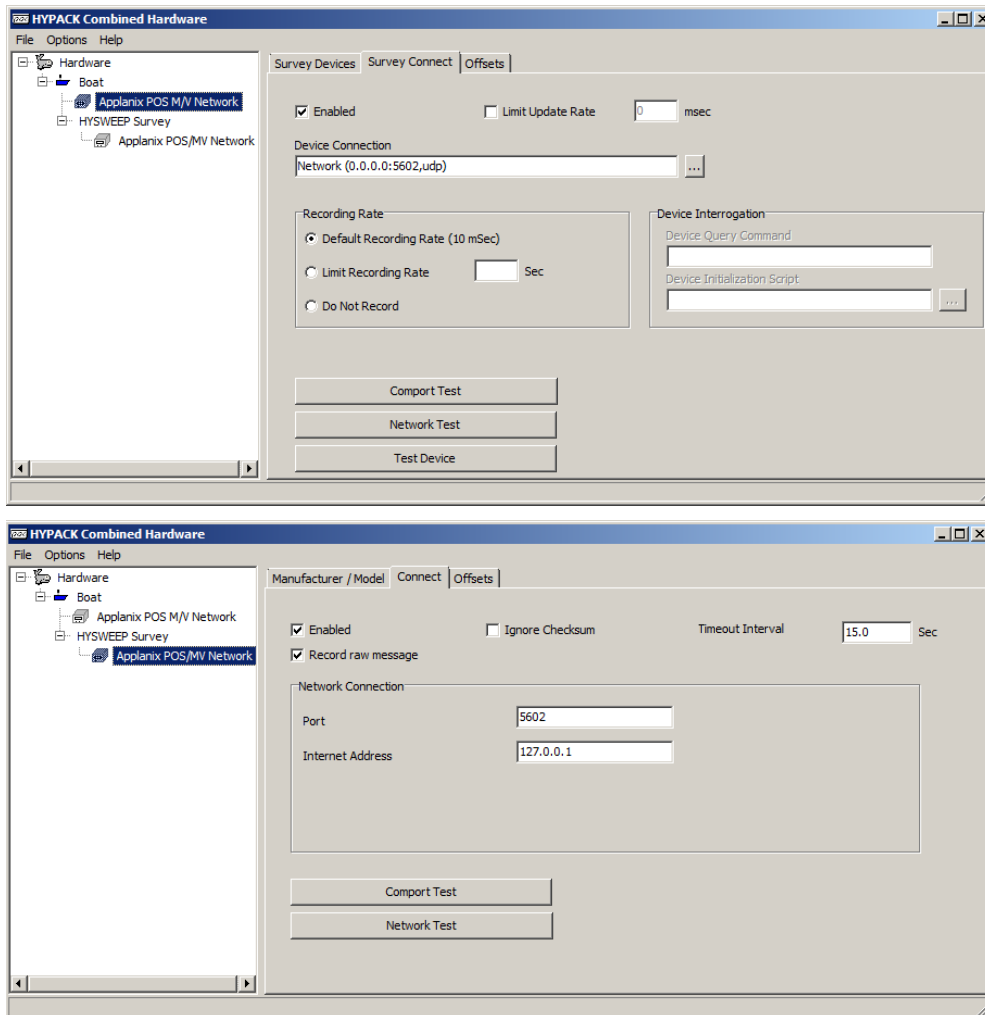 HYPACK Combined Hardware
File Options Help
Hardware
Boat
Applanix POS M/V Network
HYSWEEP Survey
Applanix POS/MV Network
Survey Devices Survey Connect Offsets
Enabled Limit Update Rate 0 msec
Device Connection
Network (0.0.0.0:5602,udp) ...
Recording Rate
Default Recording Rate (10 mSec)
Limit Recording Rate Sec
Do Not Record
Device Interrogation
Device Query Command
Device Initialization Script
...
Comport Test
Network Test
Test Device
HYPACK Combined Hardware
File Options Help
Hardware
Boat
Applanix POS M/V Network
HYSWEEP Survey
Applanix POS/MV Network
Manufacturer / Model Connect Offsets
Enabled Ignore Checksum Timeout Interval 15.0 Sec
Record raw message
Network Connection
Port 5602
Internet Address 127.0.0.1
Comport Test
Network Test